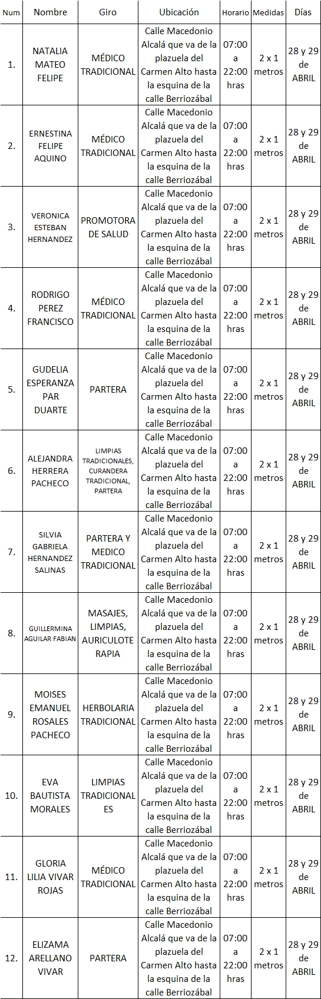 Num Nombre Giro Ubicación Horario Medidas Días
1.
NATALIA
MATEO
FELIPE
MÉDICO
TRADICIONAL
Calle Macedonio
Alcalá que va de la
plazuela del
Carmen Alto hasta
la esquina de la
calle Berriozábal
07:00
a
22:00
hras
2 x 1
metros
28 y 29
de
ABRIL
2.
ERNESTINA
FELIPE
AQUINO
MÉDICO
TRADICIONAL
Calle Macedonio
Alcalá que va de la
plazuela del
Carmen Alto hasta
la esquina de la
calle Berriozábal
07:00
a
22:00
hras
2 x 1
metros
28 y 29
de
ABRIL
3.
VERONICA
ESTEBAN
HERNANDEZ
PROMOTORA
DE SALUD
Calle Macedonio
Alcalá que va de la
plazuela del
Carmen Alto hasta
la esquina de la
calle Berriozábal
07:00
a
22:00
hras
2 x 1
metros
28 y 29
de
ABRIL
4.
RODRIGO
PEREZ
FRANCISCO
MÉDICO
TRADICIONAL
Calle Macedonio
Alcalá que va de la
plazuela del
Carmen Alto hasta
la esquina de la
calle Berriozábal
07:00
a
22:00
hras
2 x 1
metros
28 y 29
de
ABRIL
5.
GUDELIA
ESPERANZA
PAR
DUARTE
PARTERA
Calle Macedonio
Alcalá que va de la
plazuela del
Carmen Alto hasta
la esquina de la
calle Berriozábal
07:00
a
22:00
hras
2 x 1
metros
28 y 29
de
ABRIL
6.
ALEJANDRA
HERRERA
PACHECO
LIMPIAS
TRADICIONALES,
CURANDERA
TRADICIONAL,
PARTERA
Calle Macedonio
Alcalá que va de la
plazuela del
Carmen Alto hasta
la esquina de la
calle Berriozábal
07:00
a
22:00
hras
2 x 1
metros
28 y 29
de
ABRIL
7.
SILVIA
GABRIELA
HERNANDEZ
SALINAS
PARTERA Y
MEDICO
TRADICIONAL
Calle Macedonio
Alcalá que va de la
plazuela del
Carmen Alto hasta
la esquina de la
calle Berriozábal
07:00
a
22:00
hras
2 x 1
metros
28 y 29
de
ABRIL
8.
GUILLERMINA
AGUILAR FABIAN
MASAJES,
LIMPIAS,
AURICULOTE
RAPIA
Calle Macedonio
Alcalá que va de la
plazuela del
Carmen Alto hasta
la esquina de la
calle Berriozábal
07:00
a
22:00
hras
2 x 1
metros
28 y 29
de
ABRIL
9.
MOISES
EMANUEL
ROSALES
PACHECO
HERBOLARIA
TRADICIONAL
Calle Macedonio
Alcalá que va de la
plazuela del
Carmen Alto hasta
la esquina de la
calle Berriozábal
07:00
a
22:00
hras
2 x 1
metros
28 y 29
de
ABRIL
10.
EVA
BAUTISTA
MORALES
LIMPIAS
TRADICIONAL
ES
Calle Macedonio
Alcalá que va de la
plazuela del
Carmen Alto hasta
la esquina de la
calle Berriozábal
07:00
a
22:00
hras
2 x 1
metros
28 y 29
de
ABRIL
11.
GLORIA
LILIA VIVAR
ROJAS
MÉDICO
TRADICIONAL
Calle Macedonio
Alcalá que va de la
plazuela del
Carmen Alto hasta
la esquina de la
calle Berriozábal
07:00
a
22:00
hras
2 x 1
metros
28 y 29
de
ABRIL
12.
ELIZAMA
ARELLANO
VIVAR
PARTERA
Calle Macedonio
Alcalá que va de la
plazuela del
Carmen Alto hasta
la esquina de la
calle Berriozábal
07:00
a
22:00
hras
2 x 1
metros
28 y 29
de
ABRIL